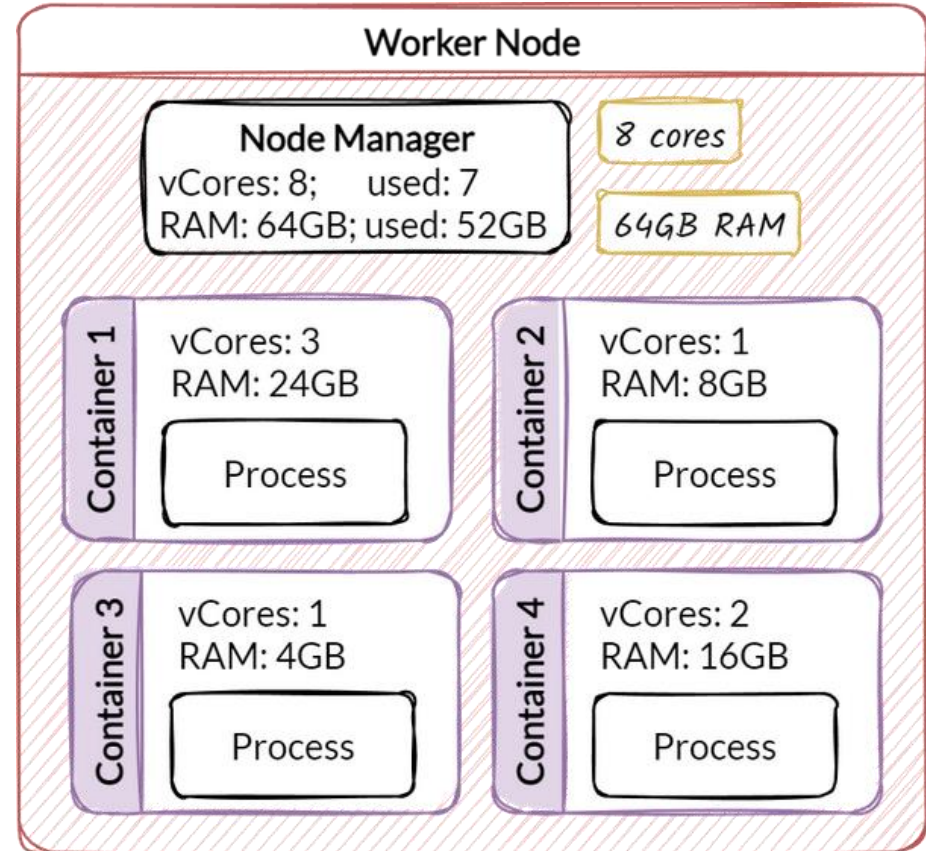 Worker Node
Node Manager
vCores: 8; used: 7
RAM: 64GB; used: 52GB
8 cores
64GB RAM
Container 1
vCores: 3
RAM: 24GB
Process
Container 2
vCores: 1
RAM: 8GB
Process
Container 3
vCores: 1
RAM: 4GB
Process
Container 4
vCores: 2
RAM: 16GB
Process